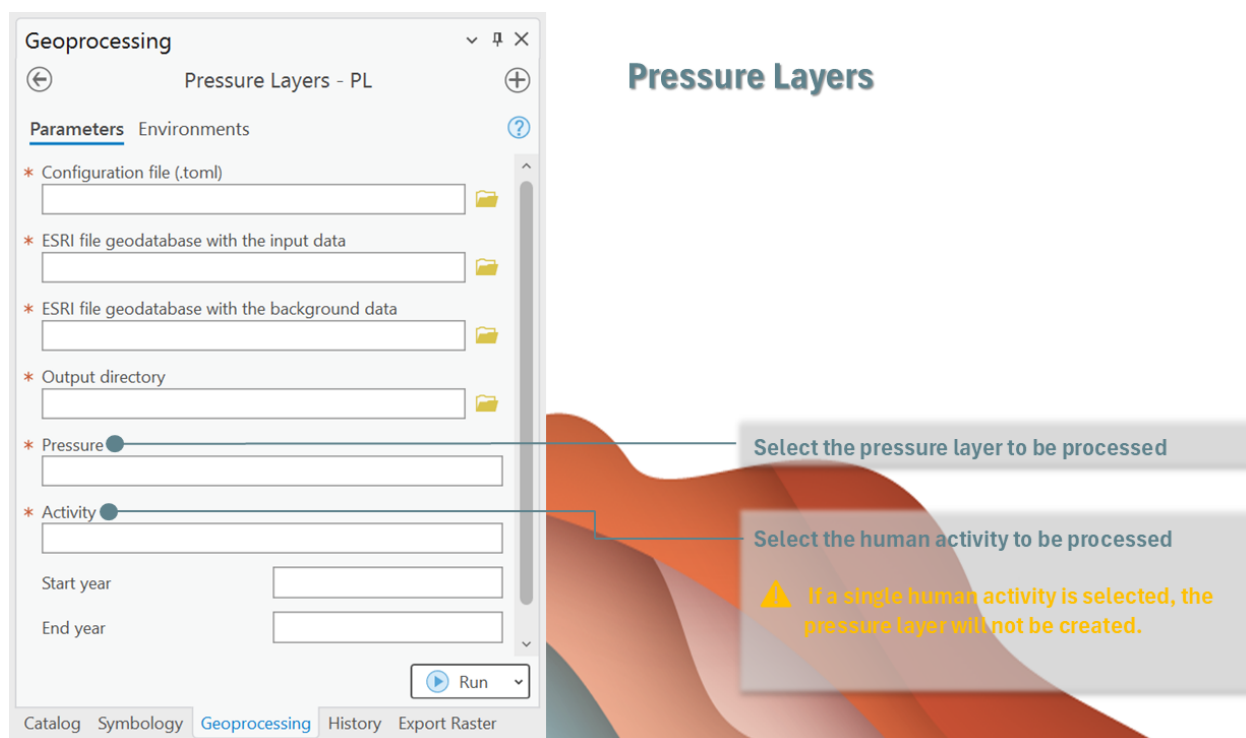 Geoprocessing
Pressure Layers - PL
Parameters Environments
* Configuration file (.toml)
* ESRI file geodatabase with the input data
* ESRI file geodatabase with the background data
* Output directory
* Pressure
* Activity
Start year
End year
Run
Catalog Symbology Geoprocessing History Export Raster
Pressure Layers
Select the pressure layer to be processed
Select the human activity to be processed
If a single human activity is selected, the
pressure layer will not be created.